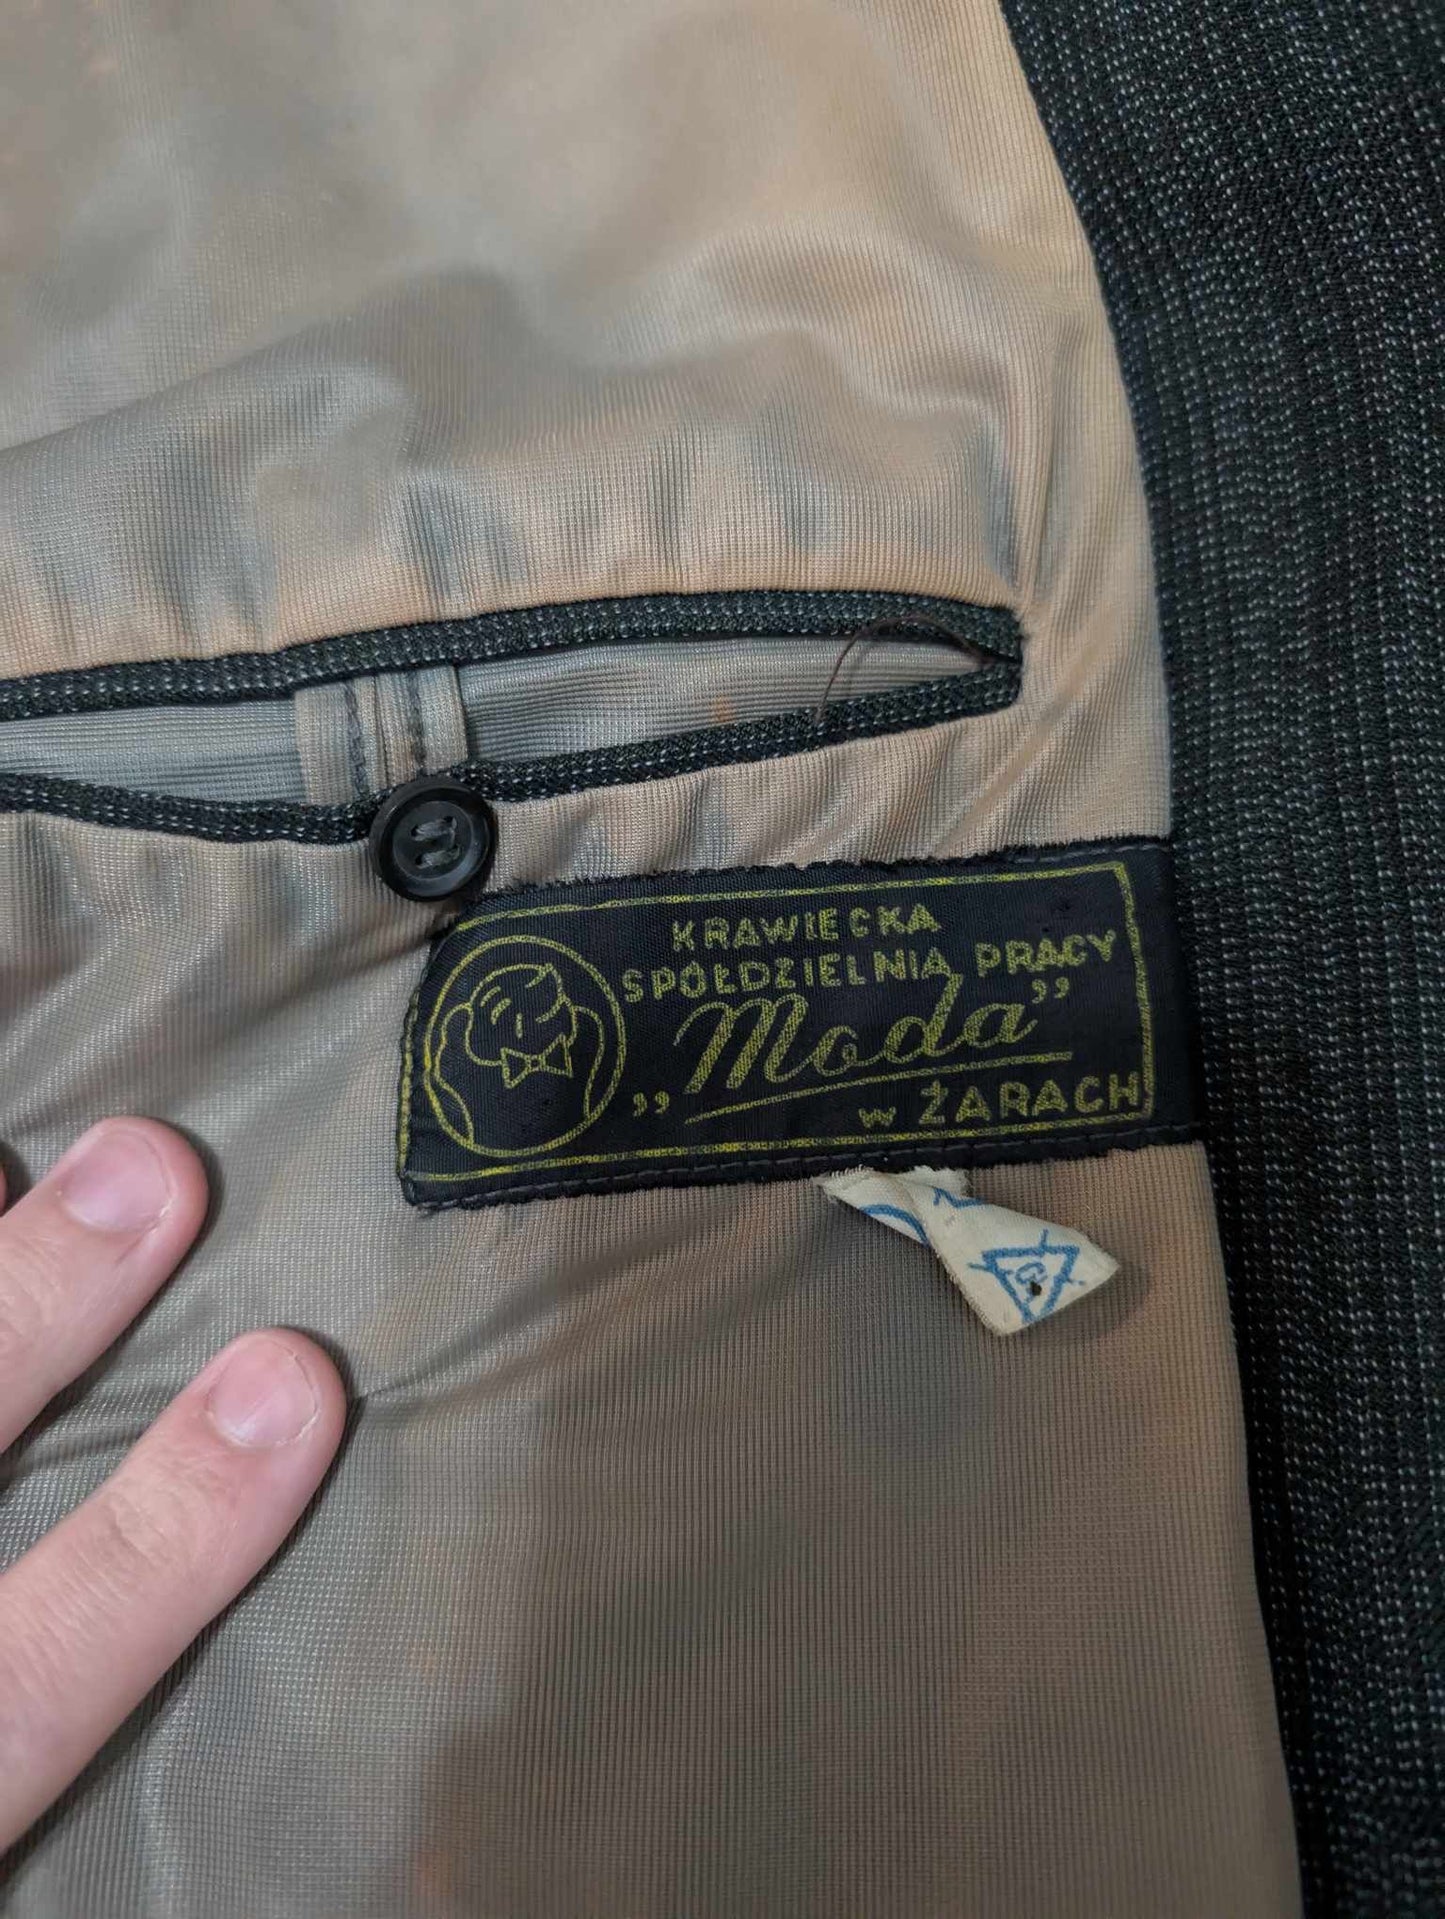 KRAWIECKA
SPÓŁDZIELNIA PRACY
„Moda”
w ŻARACH